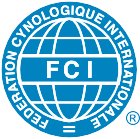 FEDERATION CYNOLOGIQUE INTERNATIONALE
FCI
®